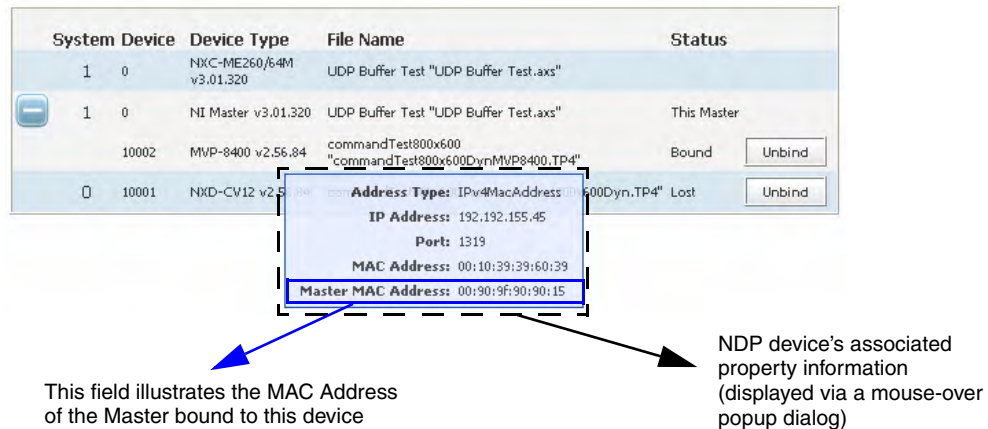 System Device Device Type File Name Status
1 0 NXC-ME260/64M v3.01.320 UDP Buffer Test "UDP Buffer Test.axs"
1 0 NI Master v3.01.320 UDP Buffer Test "UDP Buffer Test.axs" This Master
10002 MVP-8400 v2.56.84 commandTest800x600 "commandTest800x600DynMVP8400.TP4" Bound Unbind
0 10001 NXD-CV12 600Dyn.TP4" Lost Unbind
Address Type: IPv4MacAddress
IP Address: 192.192.155.45
Port: 1319
MAC Address: 00:10:39:39:60:39
Master MAC Address: 00:90:9f:90:90:15
This field illustrates the MAC Address
of the Master bound to this device
NDP device's associated
property information
(displayed via a mouse-over
popup dialog)